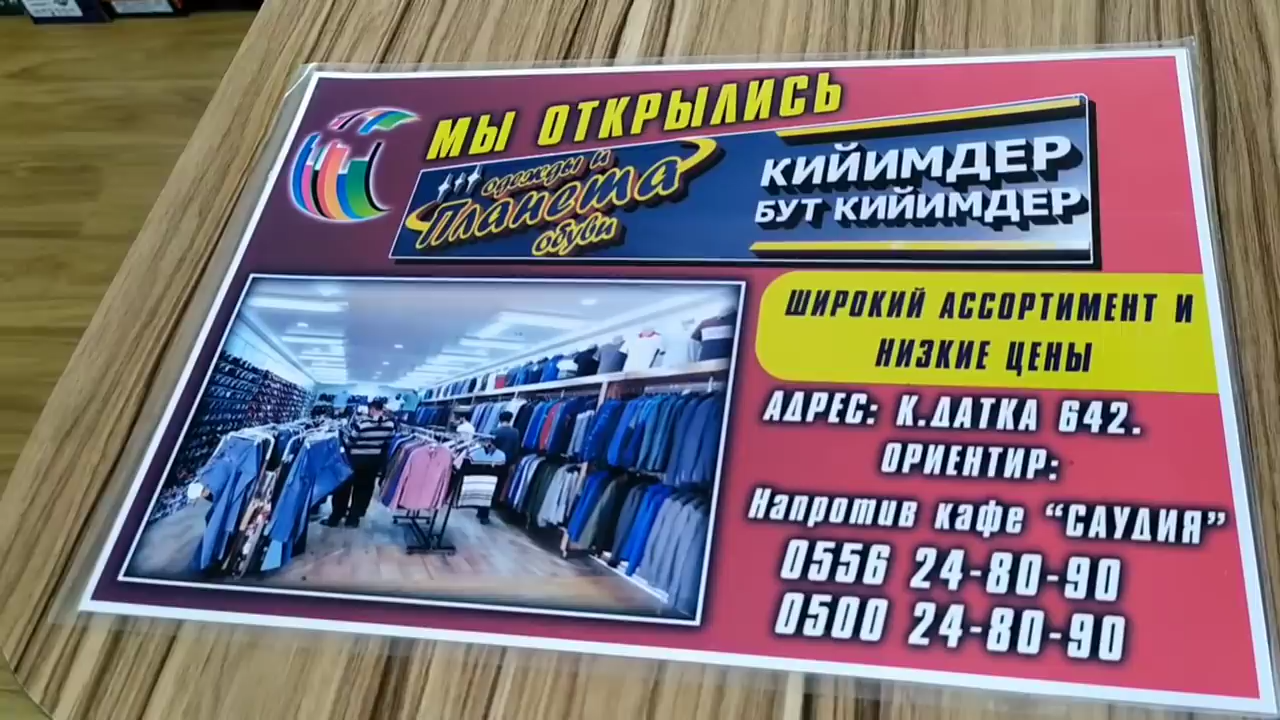 МЫ ОТКРЫЛИСЬ
одежды и
Планета
обуви
КИЙИМДЕР
БУТ КИЙИМДЕР
ШИРОКИЙ АССОРТИМЕНТ И
НИЗКИЕ ЦЕНЫ
АДРЕС: К.ДАТКА 642.
ОРИЕНТИР:
Напротив кафе “САУДИЯ”
0556 24-80-90
0500 24-80-90